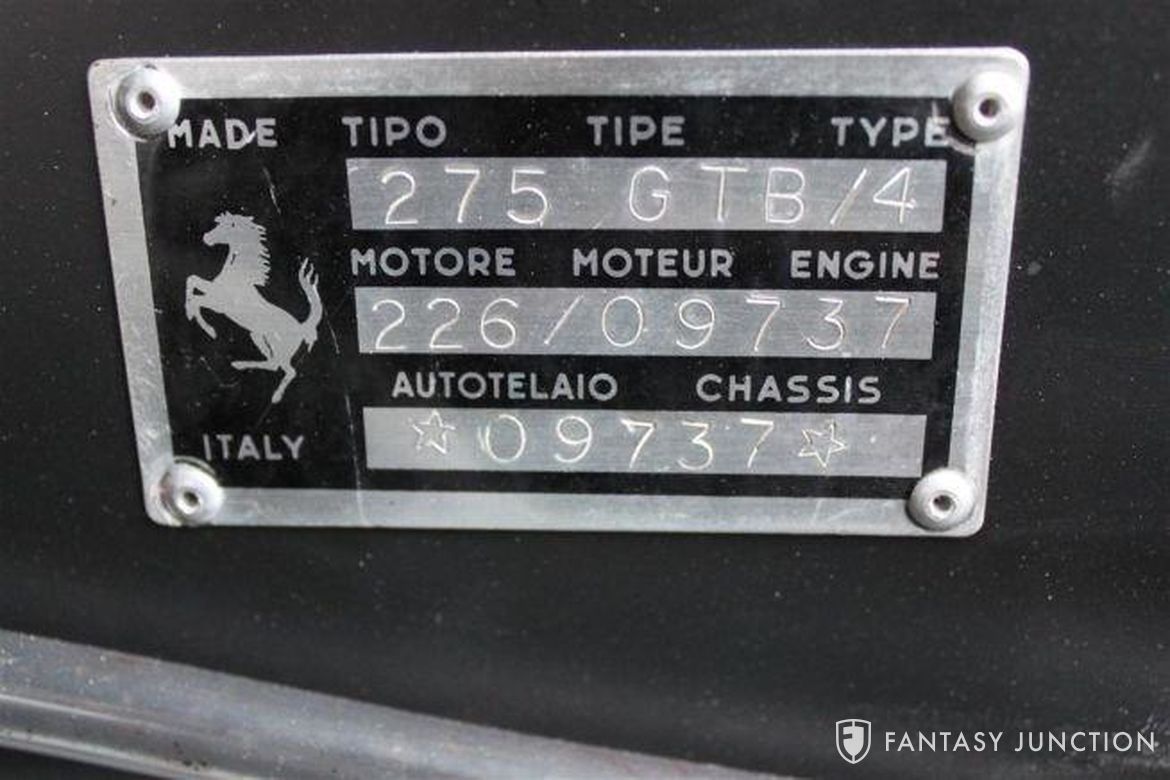 MADE TIPO TIPE TYPE
275 GTB/4
MOTORE MOTEUR ENGINE
226/09737
AUTOTELAIO CHASSIS
☆09737☆
ITALY
FANTASY JUNCTION